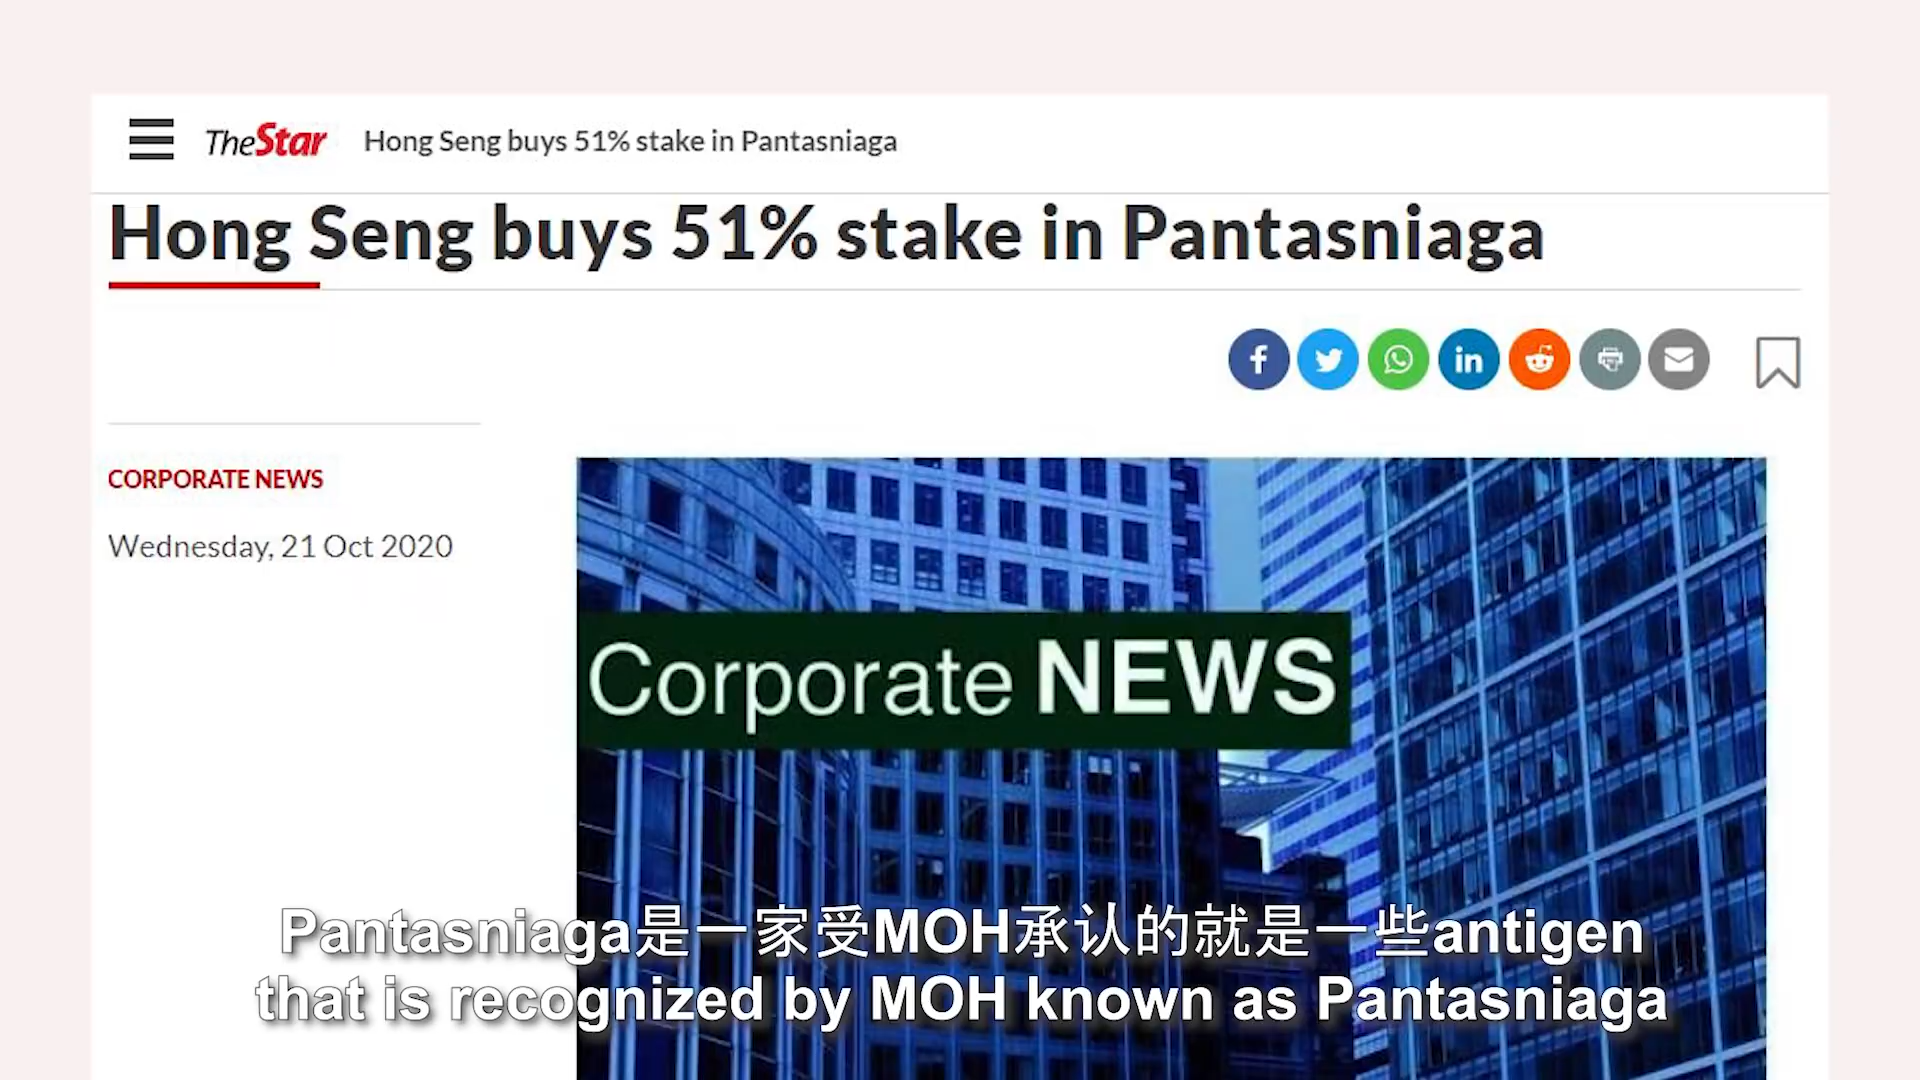 TheStar Hong Seng buys 51% stake in Pantasniaga
Hong Seng buys 51% stake in Pantasniaga
CORPORATE NEWS
Wednesday, 21 Oct 2020
Corporate NEWS
Pantasniaga是一家受MOH承认的就是一些antigen
that is recognized by MOH known as Pantasniaga